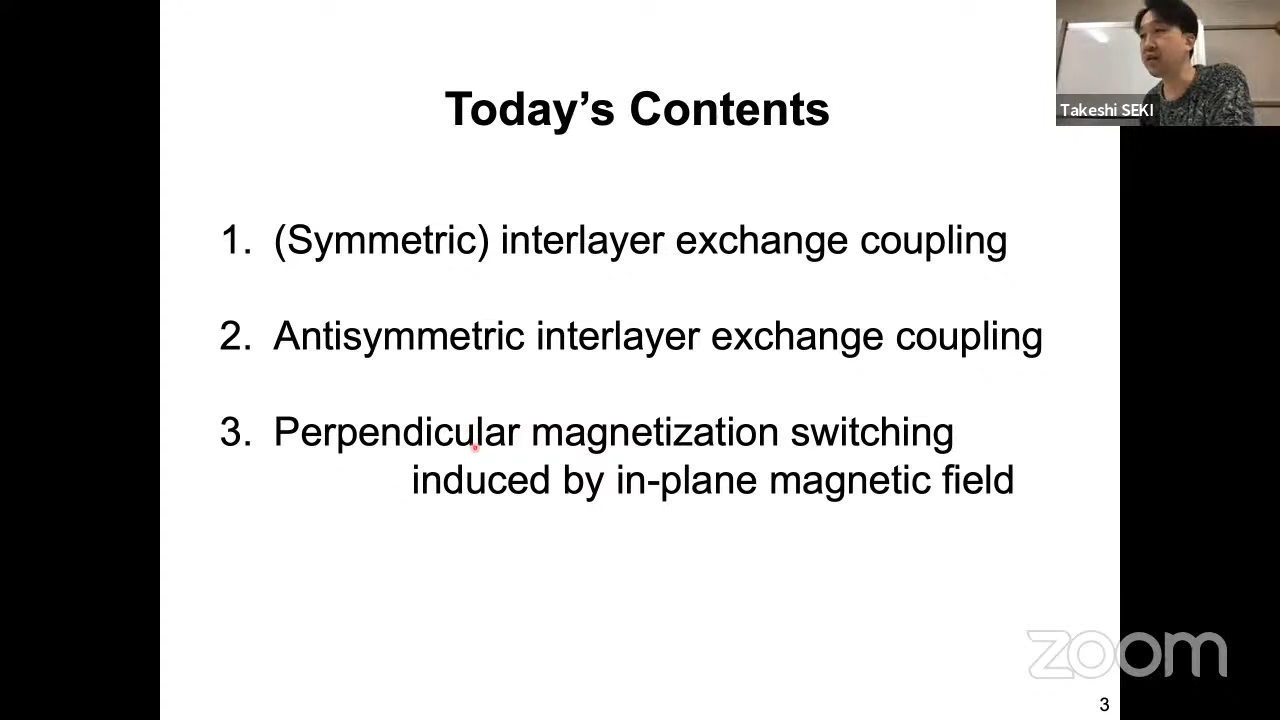 Today’s Contents
Takeshi SEKI
1. (Symmetric) interlayer exchange coupling
2. Antisymmetric interlayer exchange coupling
3. Perpendicular magnetization switching
induced by in-plane magnetic field
zoom
3